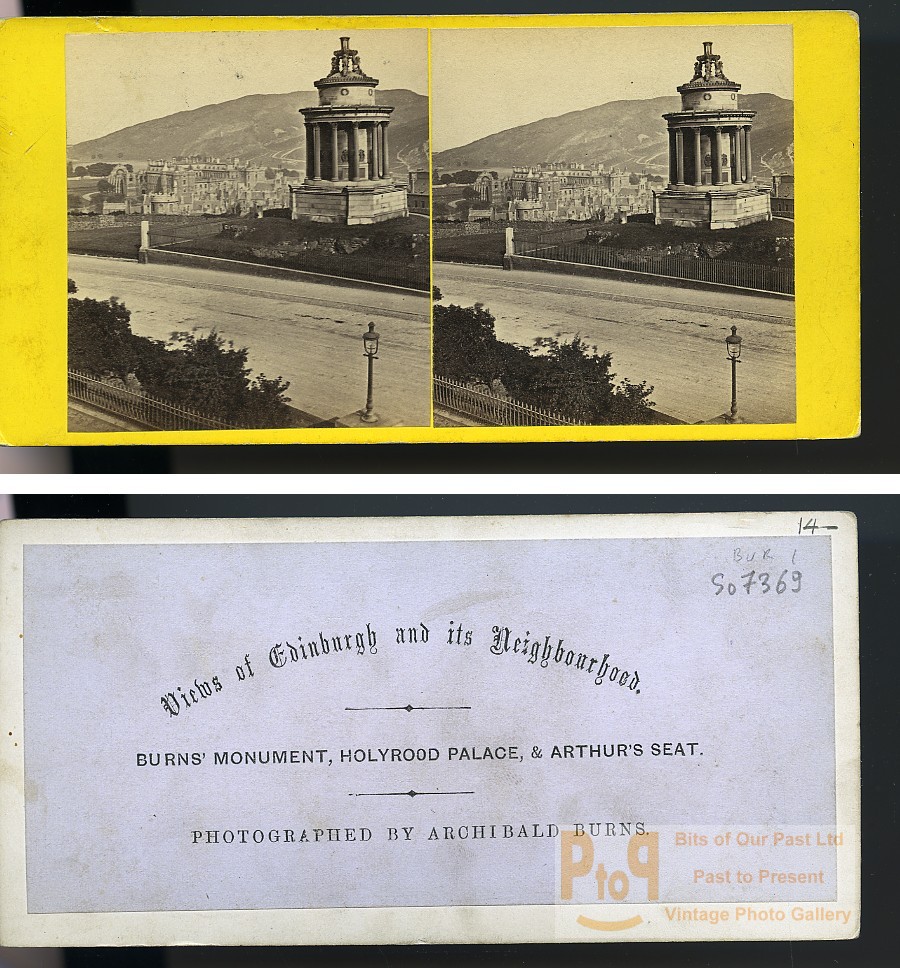 14-
BUR 1
So7369
Views of Edinburgh and its Neighbourhood.
BURNS' MONUMENT, HOLYROOD PALACE, & ARTHUR'S SEAT.
PHOTOGRAPHED BY ARCHIBALD BURNS.
PtoP
Bits of Our Past Ltd
Past to Present
Vintage Photo Gallery